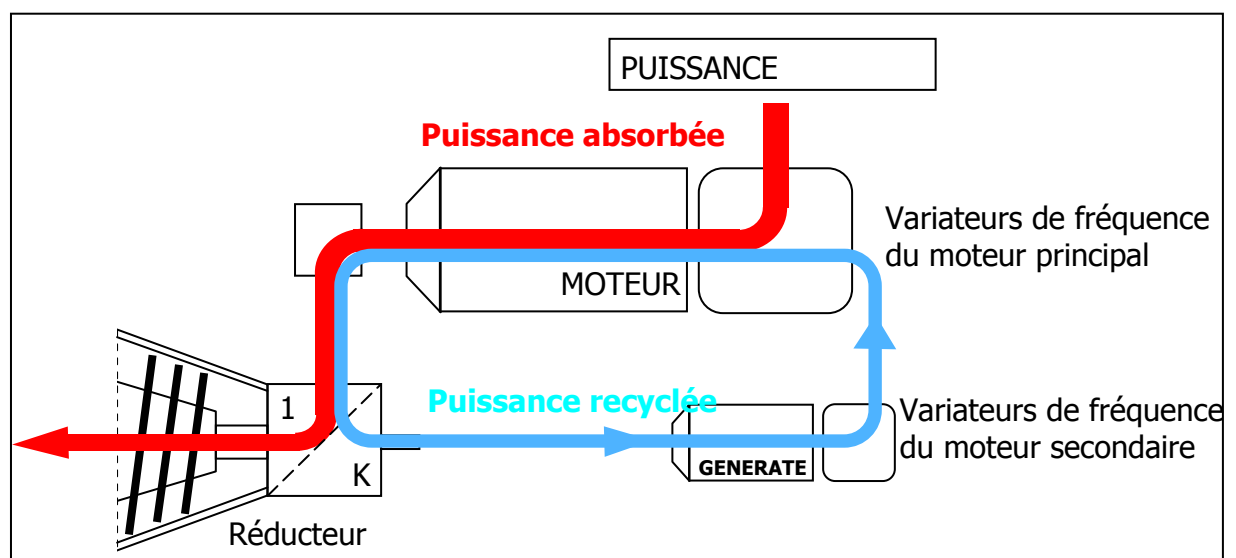 PUISSANCE
Puissance absorbée
Variateurs de fréquence
du moteur principal
MOTEUR
1
Puissance recyclée
Variateurs de fréquence
du moteur secondaire
GENERATE
K
Réducteur